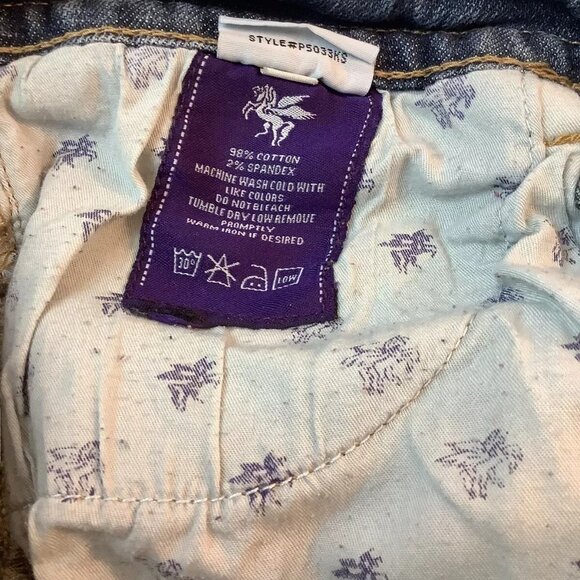 STYLE#P5033KS
98% COTTON
2% SPANDEX
MACHINE WASH COLD WITH
LIKE COLORS
DO NOT BLEACH
TUMBLE DRY LOW REMOVE
PROMPTLY
WARM IRON IF DESIRED
30°
LOW